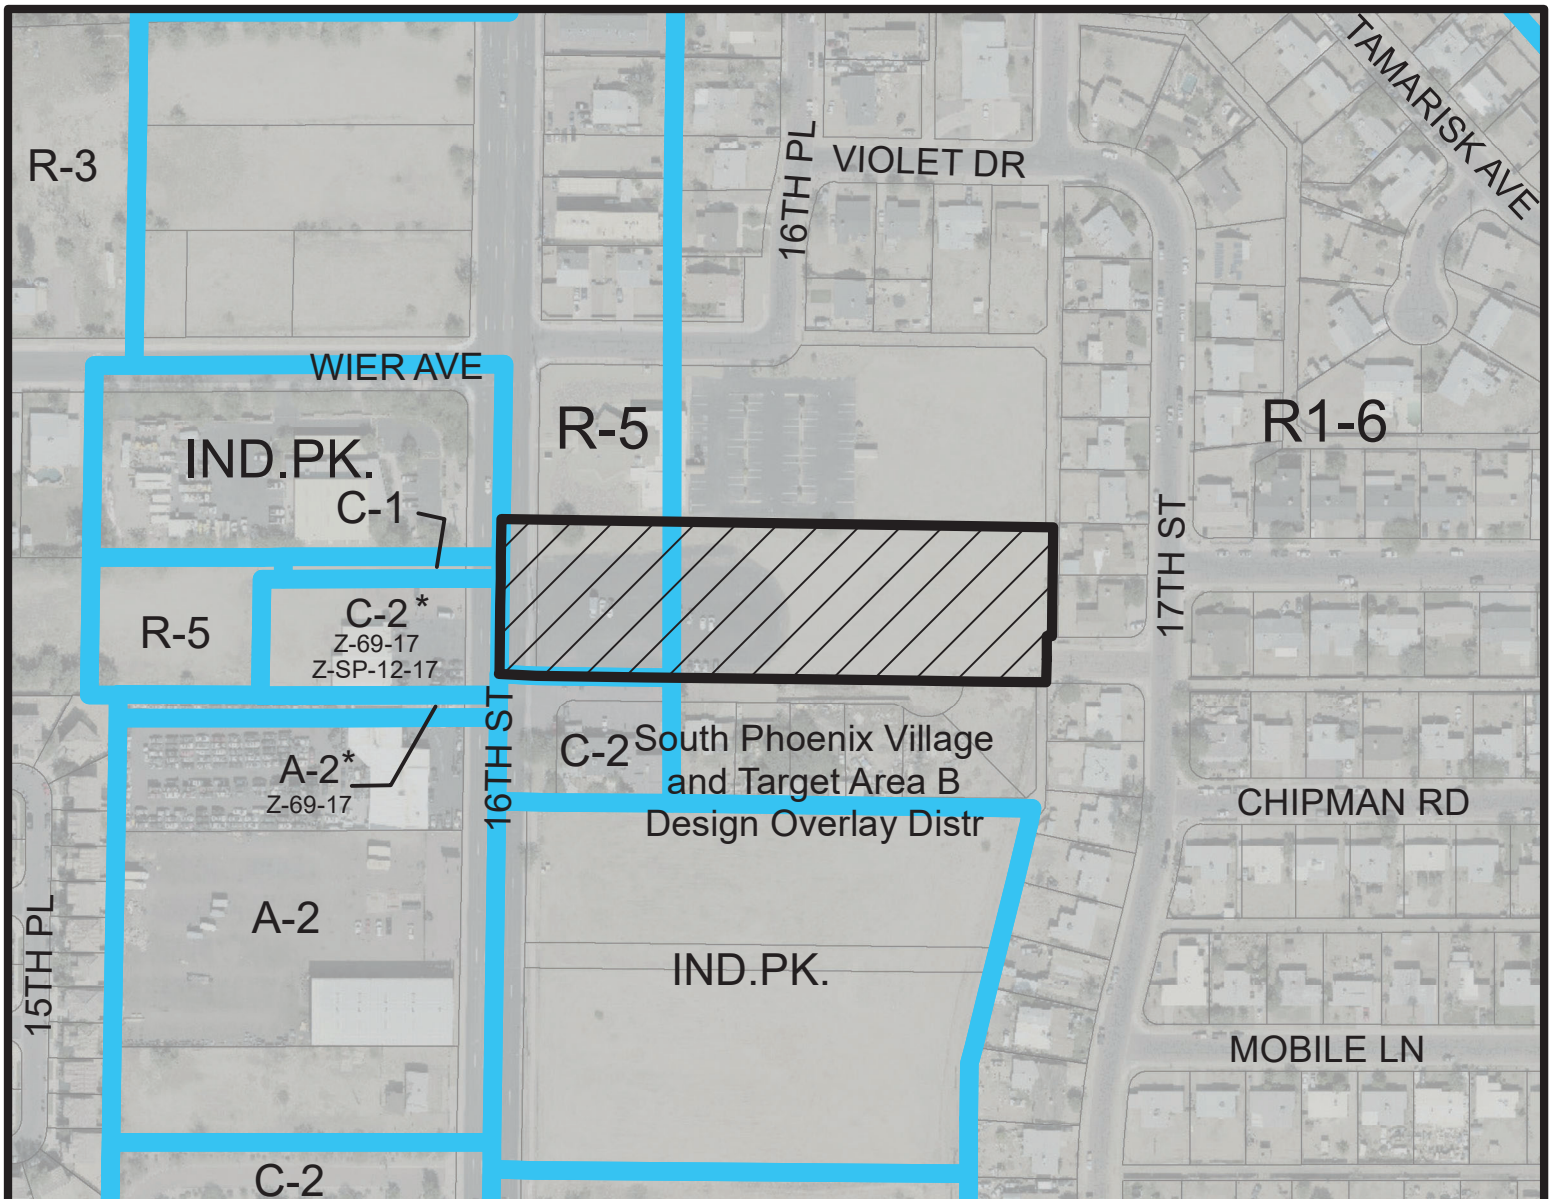 TAMARISK AVE
R-3
VIOLET DR
16TH PL
WIER AVE
R-5
R1-6
IND.PK.
C-1
17TH ST
C-2*
Z-69-17
Z-SP-12-17
R-5
16TH ST
C-2
South Phoenix Village
and Target Area B
Design Overlay Distr
A-2*
Z-69-17
CHIPMAN RD
A-2
15TH PL
IND.PK.
MOBILE LN
C-2